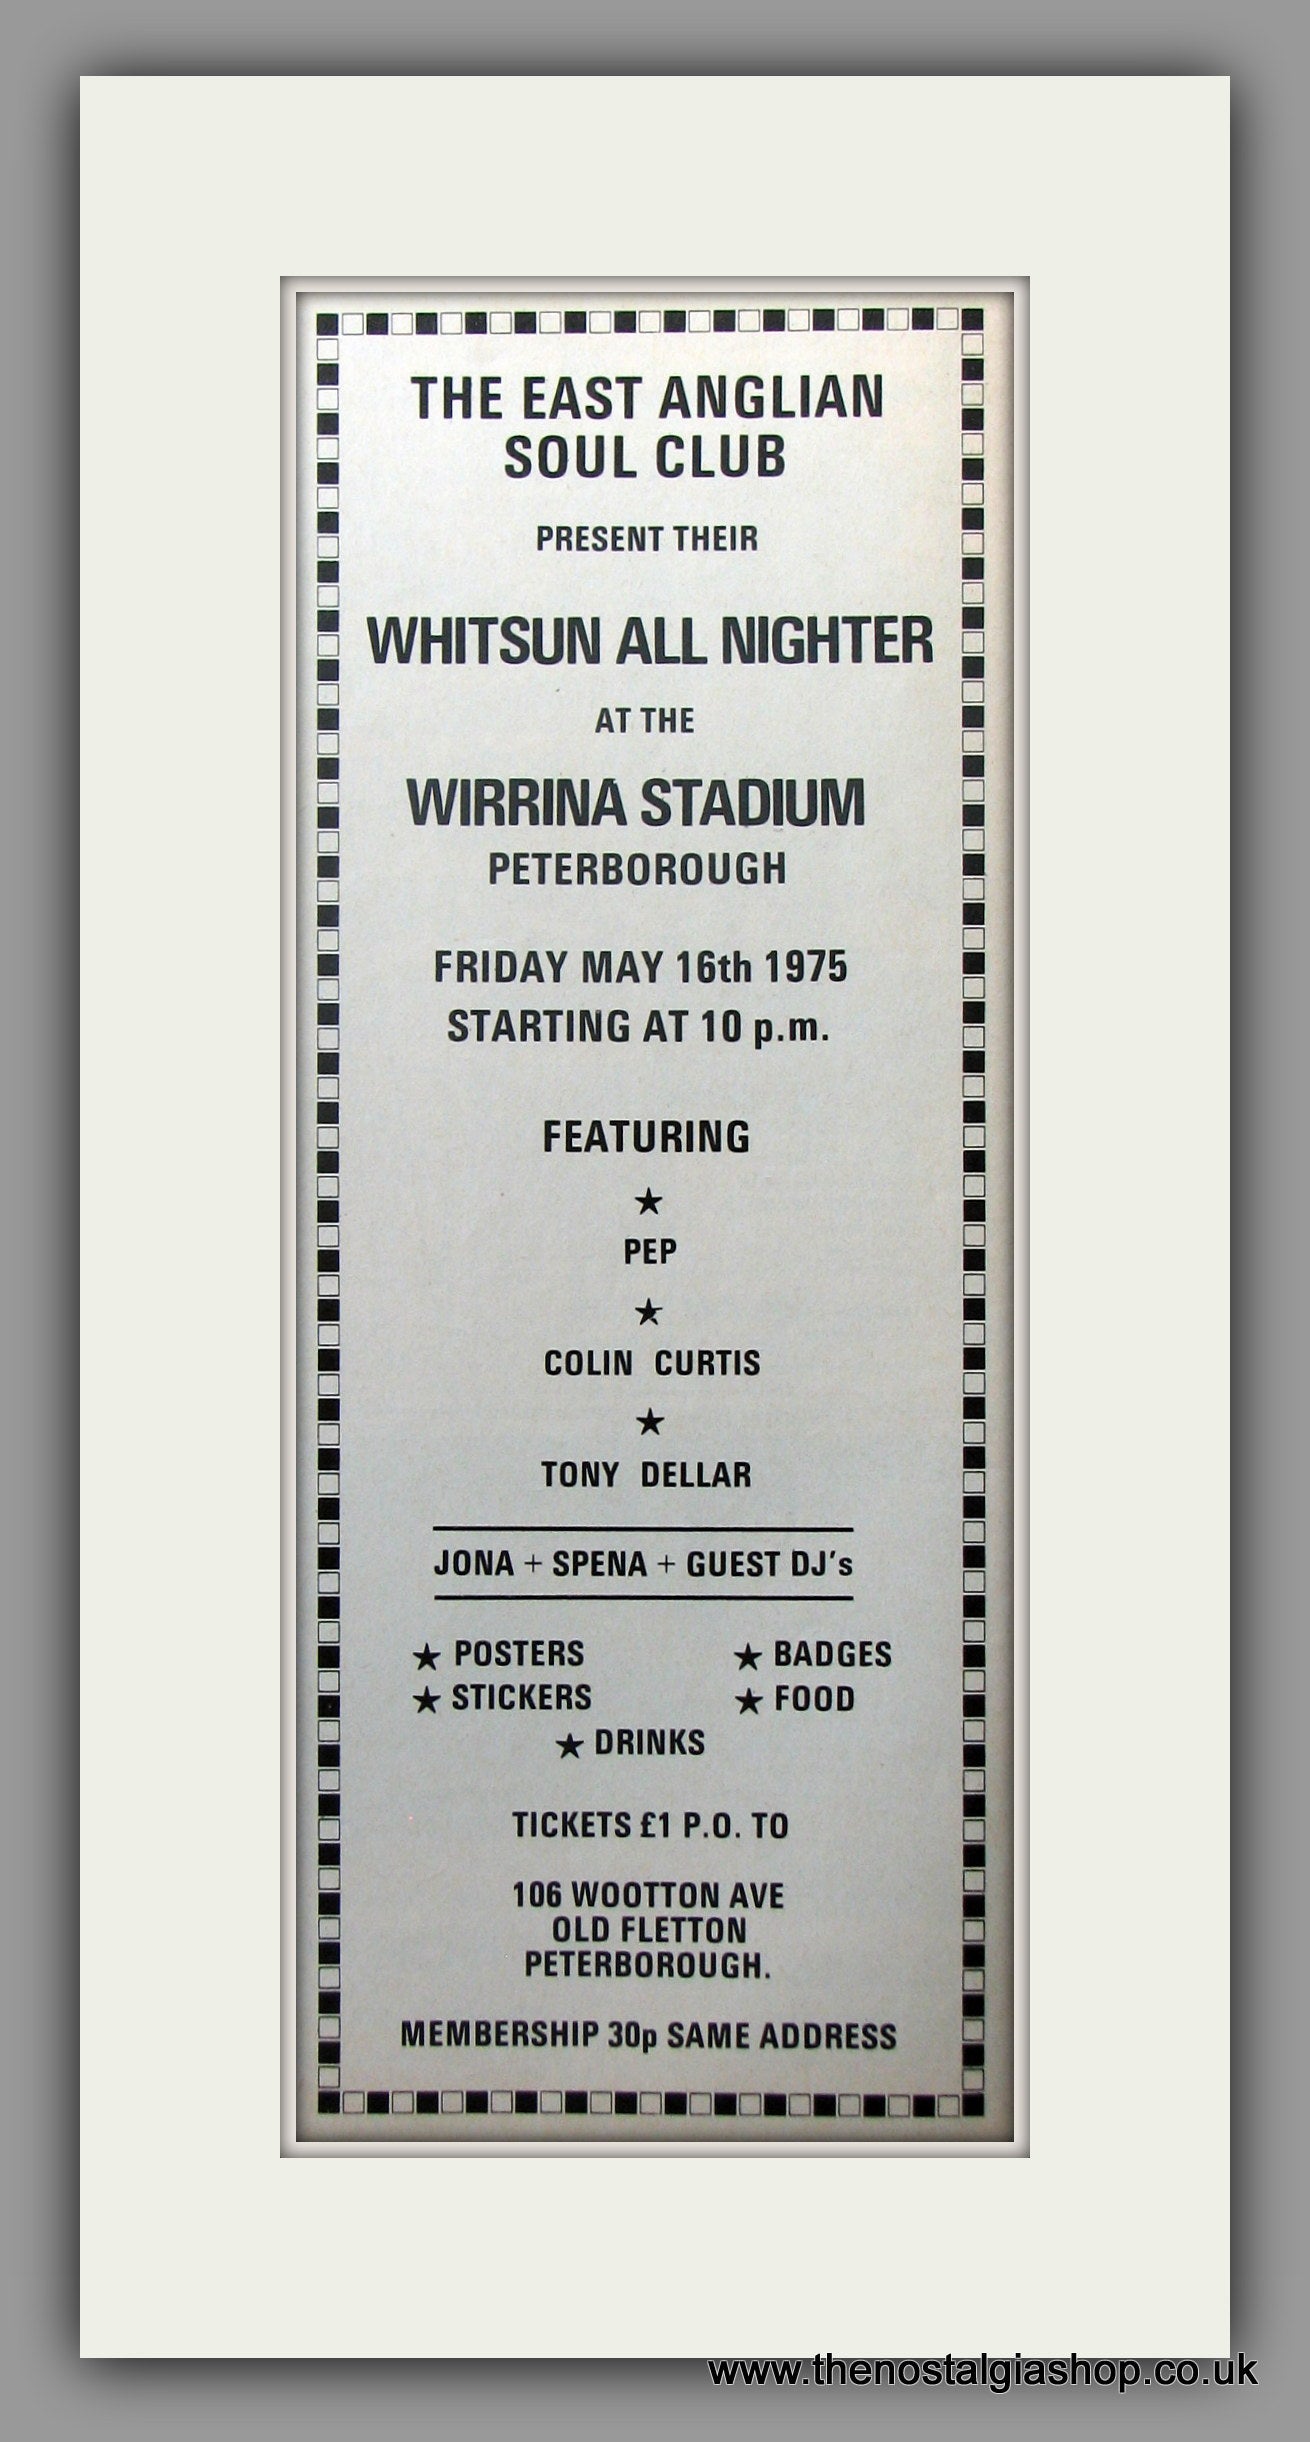 THE EAST ANGLIAN
SOUL CLUB
PRESENT THEIR
WHITSUN ALL NIGHTER
AT THE
WIRRINA STADIUM
PETERBOROUGH
FRIDAY MAY 16th 1975
STARTING AT 10 p.m.
FEATURING
★
PEP
★
COLIN CURTIS
★
TONY DELLAR
JONA + SPENA + GUEST DJ's
★ POSTERS ★ BADGES
★ STICKERS ★ FOOD
★ DRINKS
TICKETS £1 P.O. TO
106 WOOTTON AVE
OLD FLETTON
PETERBOROUGH.
MEMBERSHIP 30p SAME ADDRESS
www.thenostalgiashop.co.uk